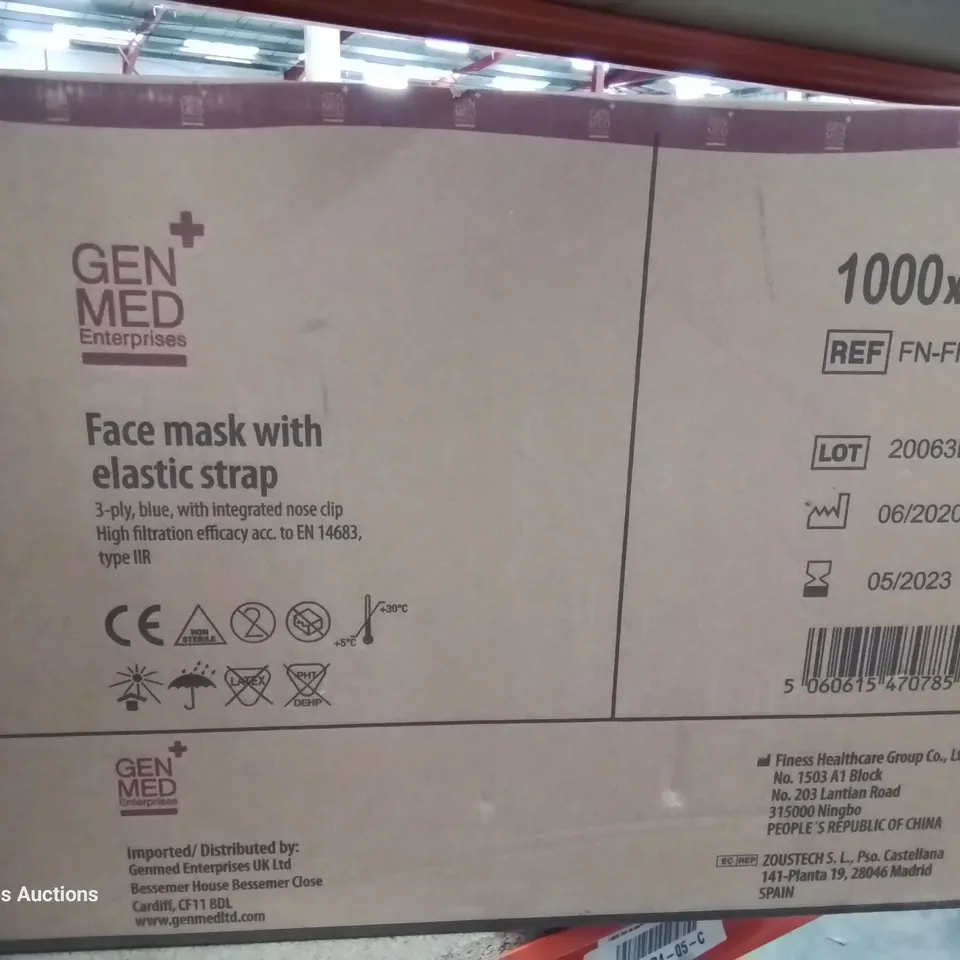 GEN
MED
Enterprises
Face mask with
elastic strap
3-ply, blue, with integrated nose clip
High filtration efficacy acc. to EN 14683,
type IIR
CE
NON
STERILE
2
+5°C
+30°C
LATEX
PHT
DEHP
1000x
REF FN-F
LOT 20063
06/2020
05/2023
5 060615 470785
GEN
MED
Enterprises
Imported/ Distributed by:
Genmed Enterprises UK Ltd
Bessemer House Bessemer Close
Cardiff, CF11 8DL
www.genmedltd.com
Finess Healthcare Group Co.,
No. 1503 A1 Block
No. 203 Lantian Road
315000 Ningbo
PEOPLE´S REPUBLIC OF CHINA
EC REP ZOUSTECH S. L., Pso. Castellana
141-Planta 19, 28046 Madrid
SPAIN
s Auctions
-05-C